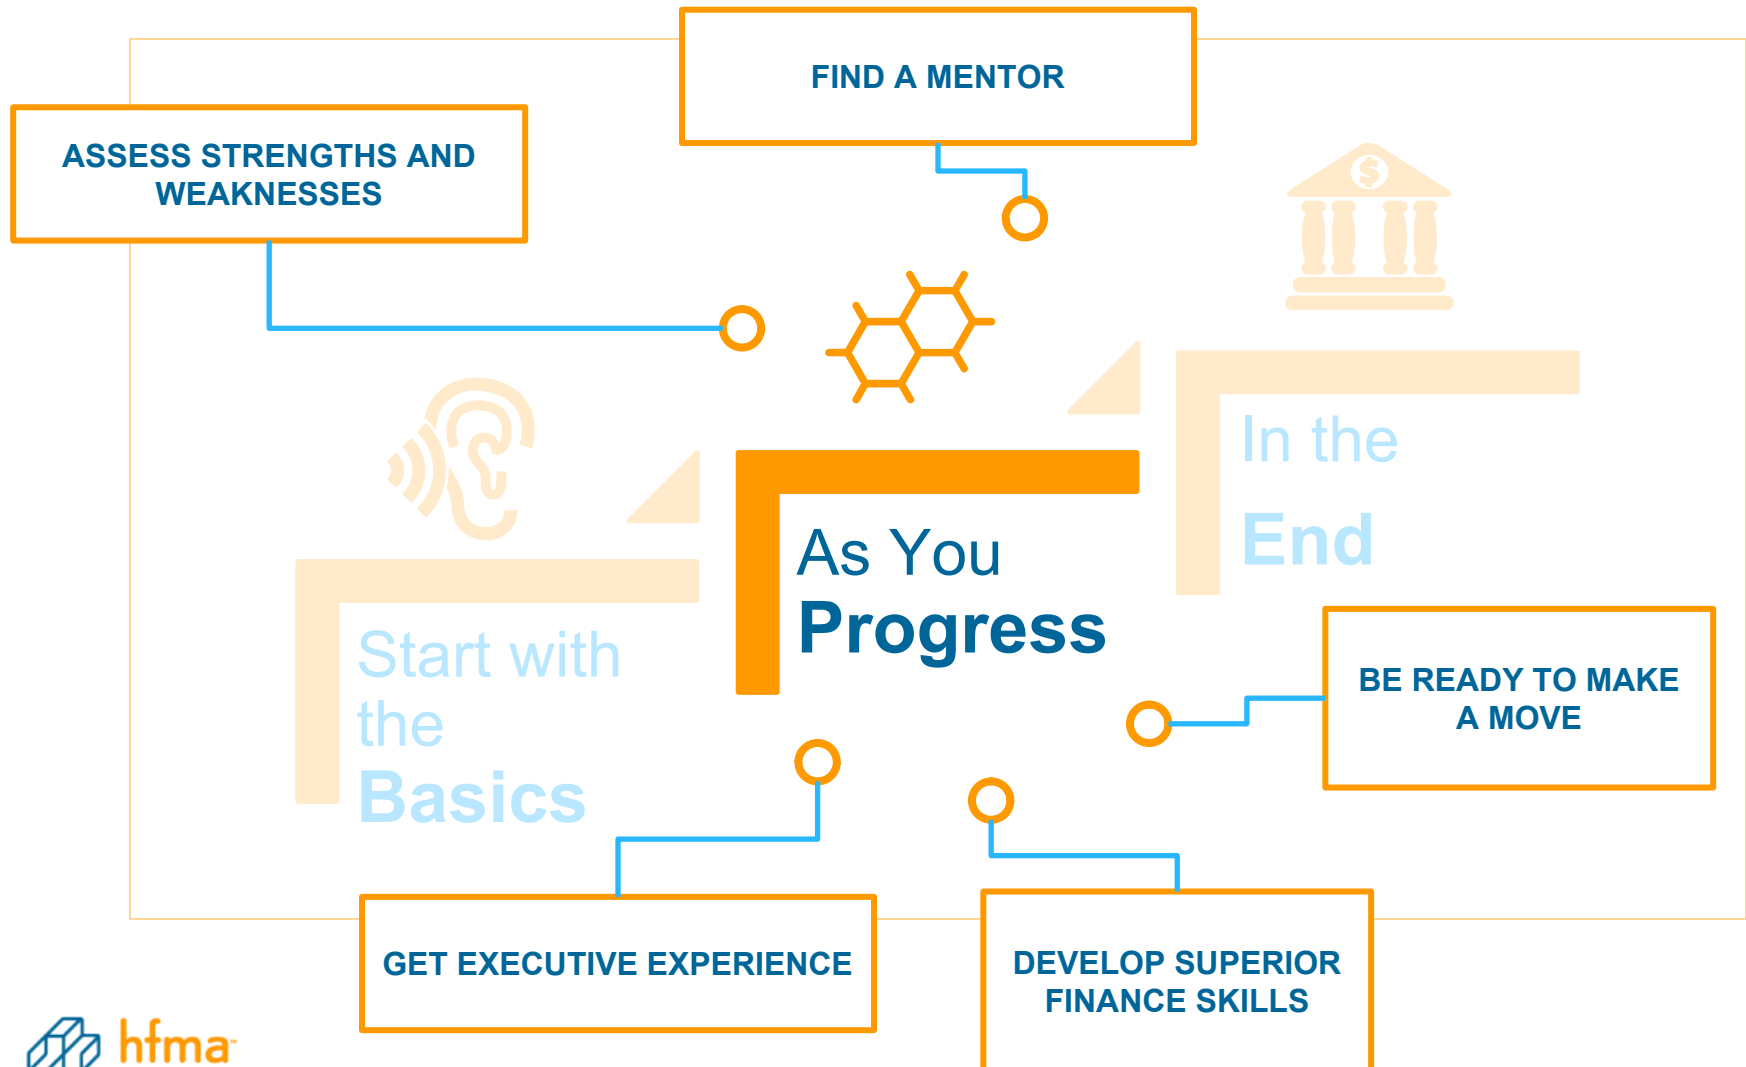 FIND A MENTOR
ASSESS STRENGTHS AND
WEAKNESSES
$
In the
End
As You
Progress
Start with
the
Basics
BE READY TO MAKE
A MOVE
GET EXECUTIVE EXPERIENCE
DEVELOP SUPERIOR
FINANCE SKILLS
hfma™